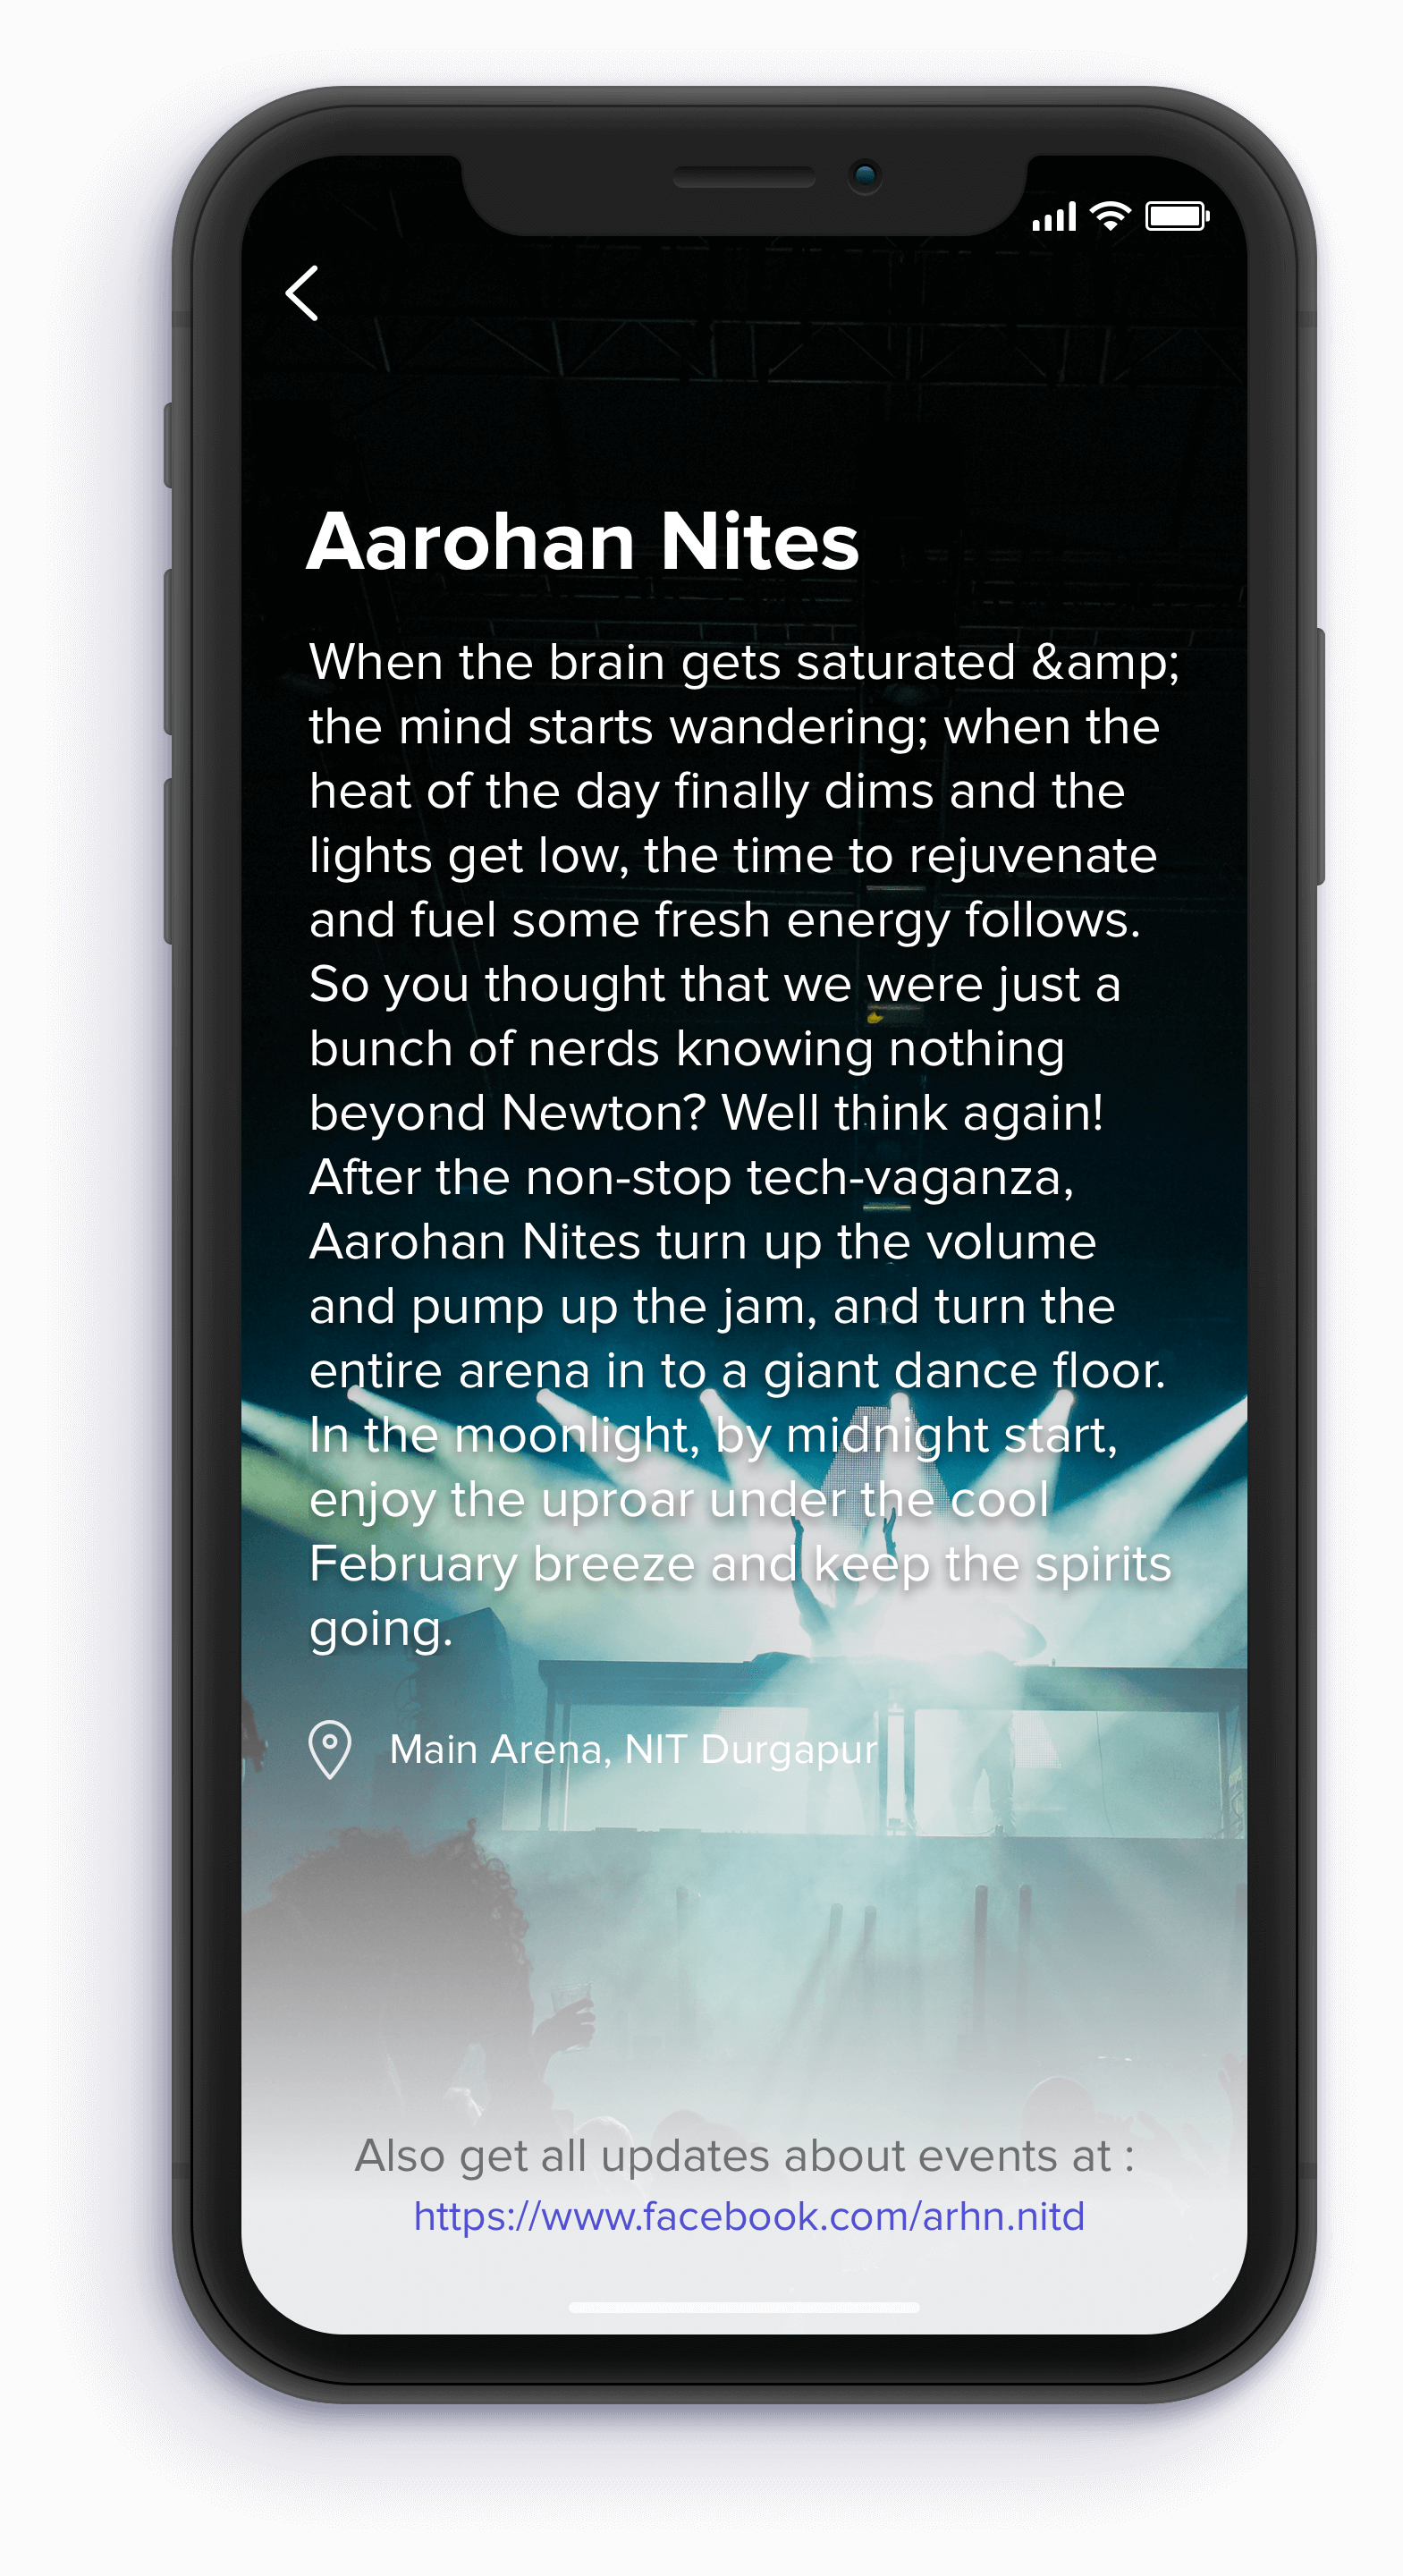 Aarohan Nites
When the brain gets saturated &amp;amp;
the mind starts wandering; when the
heat of the day finally dims and the
lights get low, the time to rejuvenate
and fuel some fresh energy follows.
So you thought that we were just a
bunch of nerds knowing nothing
beyond Newton? Well think again!
After the non-stop tech-vaganza,
Aarohan Nites turn up the volume
and pump up the jam, and turn the
entire arena in to a giant dance floor.
In the moonlight, by midnight start,
enjoy the uproar under the cool
February breeze and keep the spirits
going.
Main Arena, NIT Durgapur
Also get all updates about events at :
https://www.facebook.com/arhn.nitd